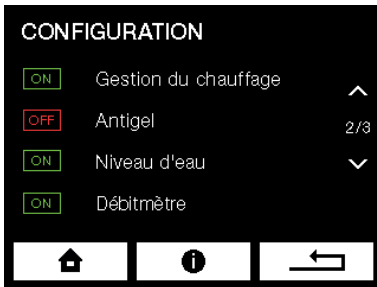 CONFIGURATION
ON Gestion du chauffage
OFF Antigel
2/3
ON Niveau d'eau
ON Débitmètre